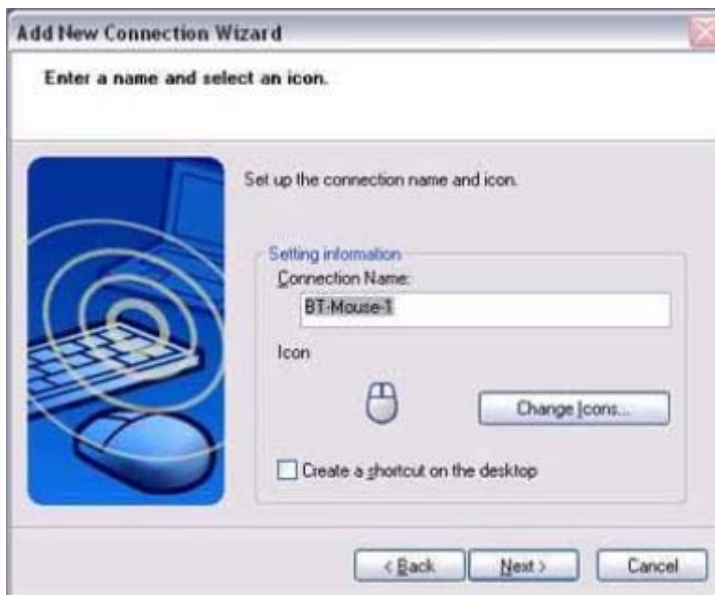 Add New Connection Wizard
Enter a name and select an icon.
Set up the connection name and icon.
Setting information
Connection Name:
BT-Mouse-1
Icon
Change Icons...
Create a shortcut on the desktop
< Back Next > Cancel